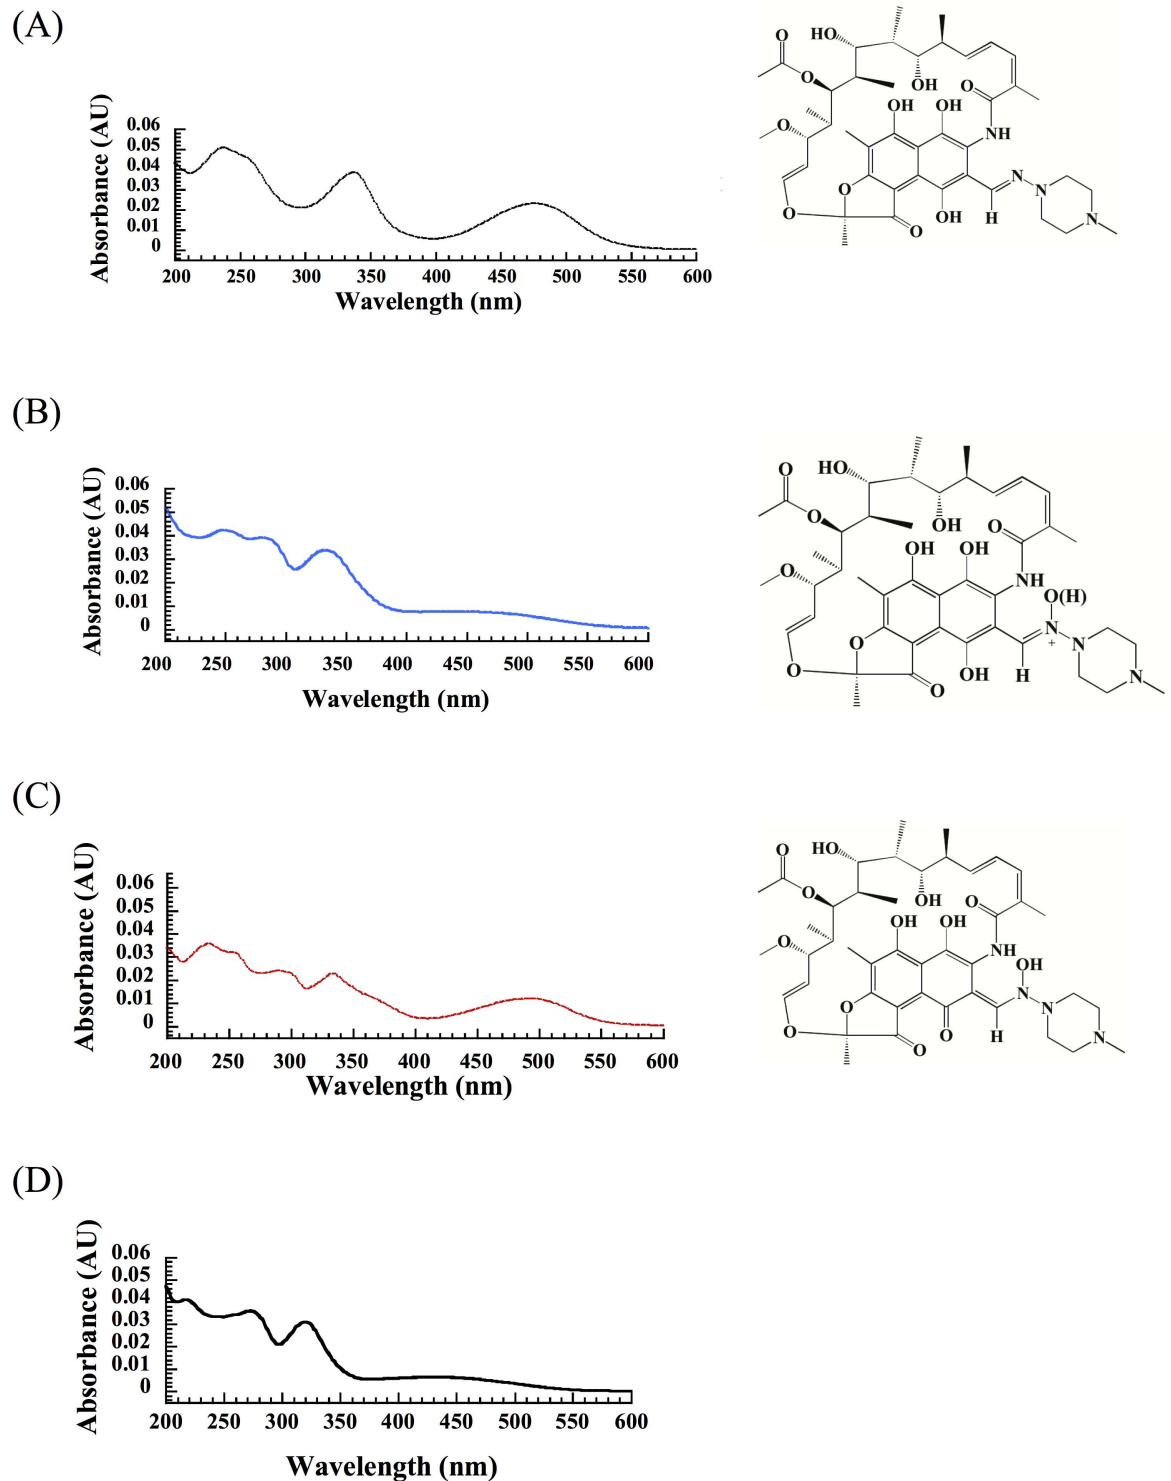 (A)
Absorbance (AU)
0.06
0.05
0.04
0.03
0.02
0.01
0
200 250 300 350 400 450 500 550 600
Wavelength (nm)
O
HO
O
OH
O
OH OH
NH
O
O
N
N
O
O
OH
H
N
(B)
Absorbance (AU)
0.06
0.05
0.04
0.03
0.02
0.01
0
200 250 300 350 400 450 500 550 600
Wavelength (nm)
O
HO
O
OH
O
OH OH
NH
O
O(H)
O
N
+
N
O
O
OH
H
N
(C)
Absorbance (AU)
0.06
0.05
0.04
0.03
0.02
0.01
0
200 250 300 350 400 450 500 550 600
Wavelength (nm)
O
HO
O
OH
O
OH OH
NH
O
OH
O
N
N
O
O
O
H
N
(D)
Absorbance (AU)
0.06
0.05
0.04
0.03
0.02
0.01
0
200 250 300 350 400 450 500 550 600
Wavelength (nm)